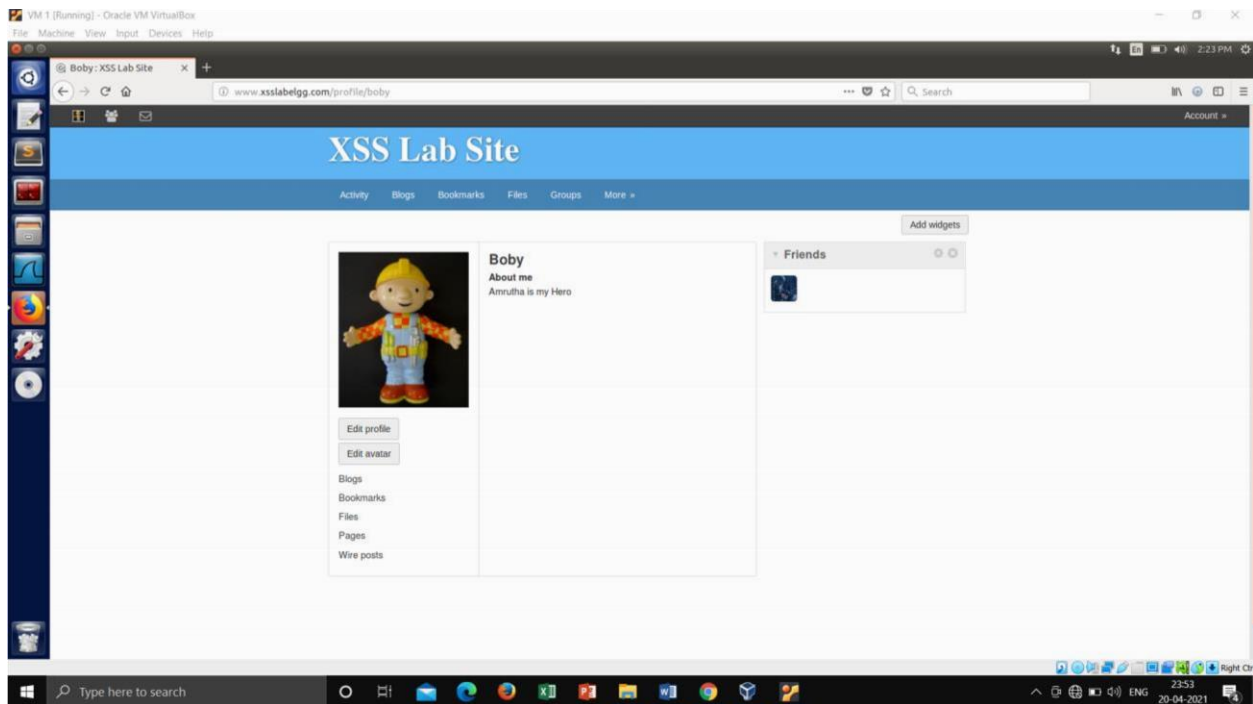 VM 1 [Running] - Oracle VM VirtualBox
File Machine View Input Devices Help
En 2:23 PM
Boby : XSS Lab Site
www.xsslabelgg.com/profile/boby
Search
Account »
XSS Lab Site
Activity Blogs Bookmarks Files Groups More »
Add widgets
Boby
About me
Amrutha is my Hero
Friends
Edit profile
Edit avatar
Blogs
Bookmarks
Files
Pages
Wire posts
Right Ctr
Type here to search
ENG
23:53
20-04-2021
4